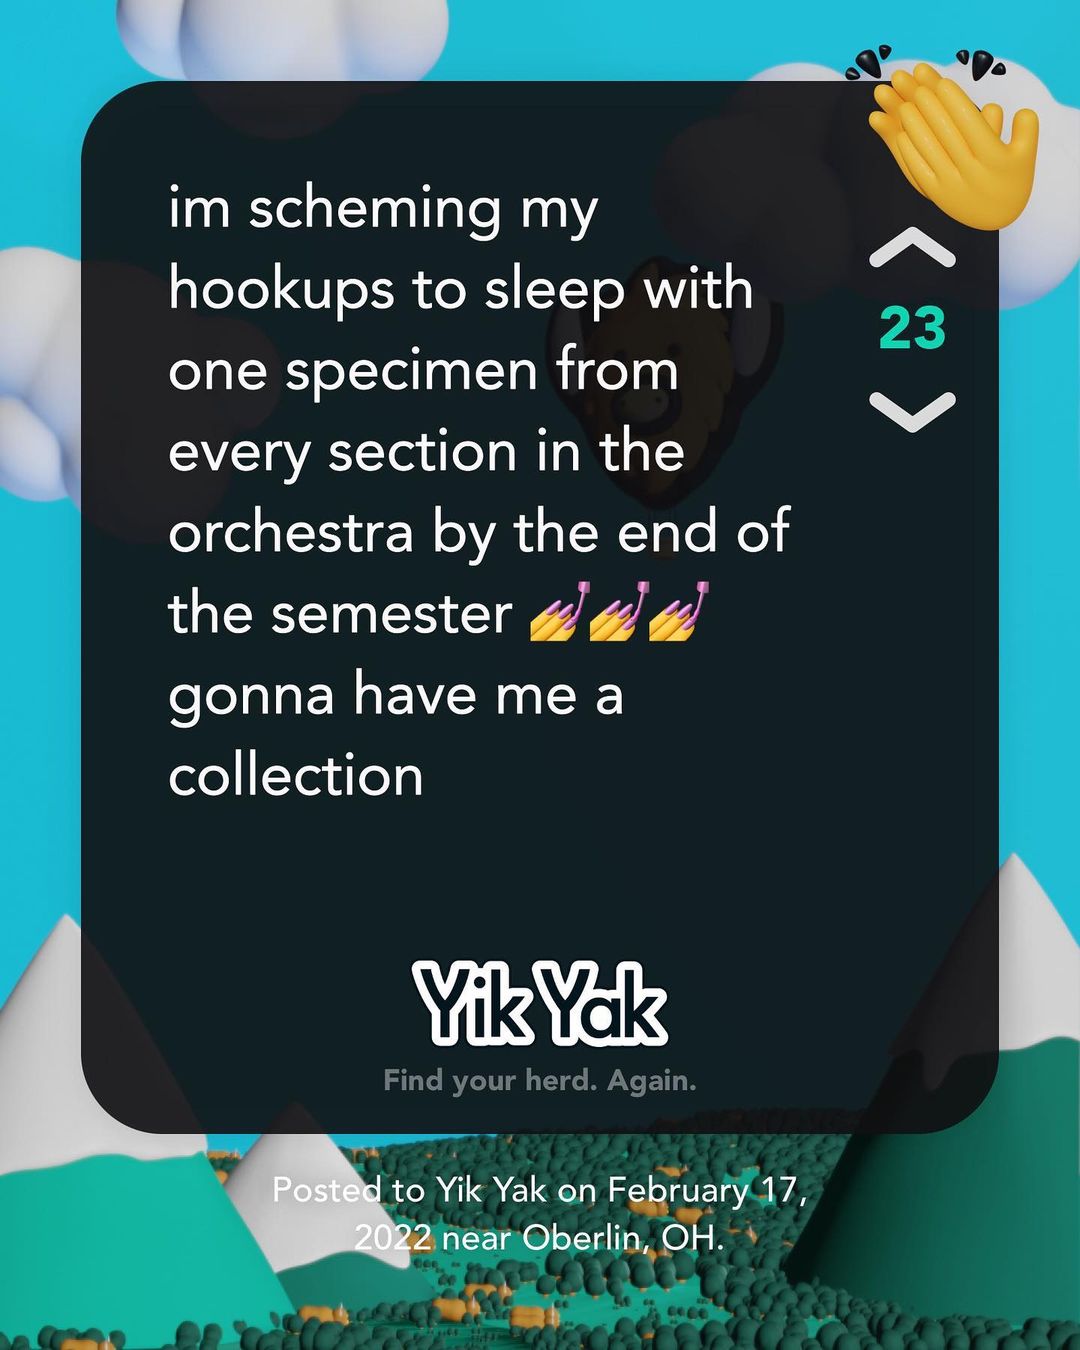 im scheming my
hookups to sleep with
one specimen from
every section in the
orchestra by the end of
the semester 💅💅💅
gonna have me a
collection
23
Yik Yak
Find your herd. Again.
Posted to Yik Yak on February 17,
2022 near Oberlin, OH.